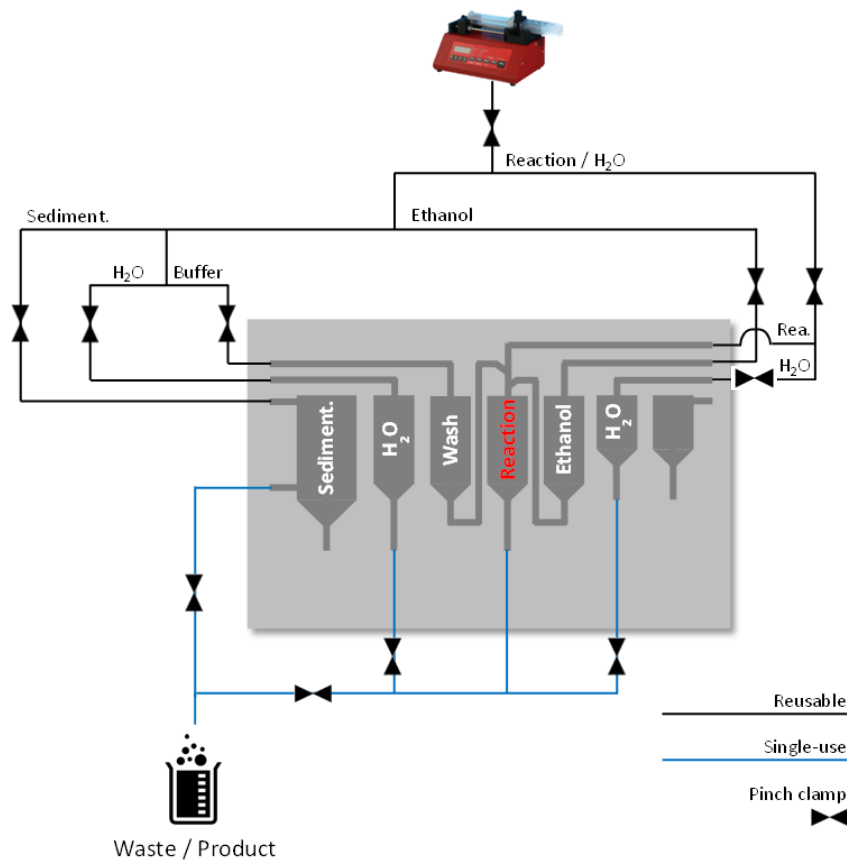 Reaction / H₂O
Sediment.
Ethanol
H₂O
Buffer
Rea.
H₂O
Sediment.
H₂O
Wash
Reaction
Ethanol
H₂O
Reusable
Single-use
Pinch clamp
Waste / Product